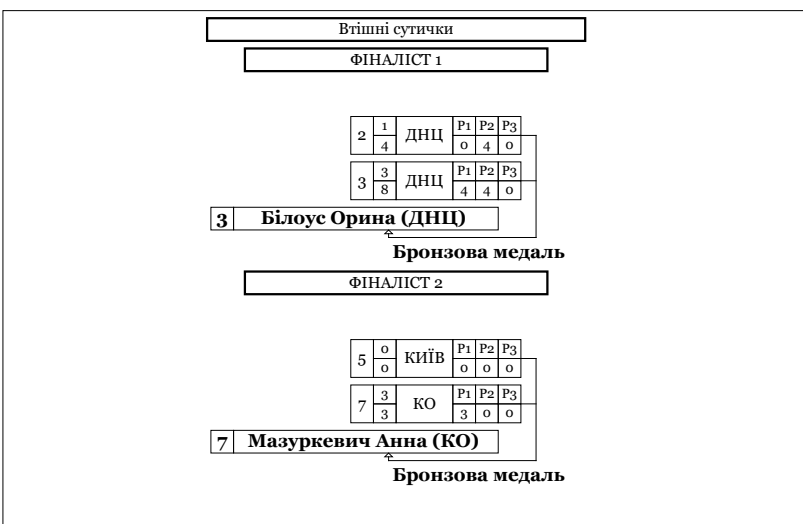 Втішні сутички
ФІНАЛІСТ 1
2 1 ДНЦ P1 P2 P3
4 0 4 0
3 3 ДНЦ P1 P2 P3
8 4 4 0
3 Білоус Орина (ДНЦ)
Бронзова медаль
ФІНАЛІСТ 2
5 0 КИЇВ P1 P2 P3
0 0 0 0
7 3 КО P1 P2 P3
3 3 0 0
7 Мазуркевич Анна (КО)
Бронзова медаль